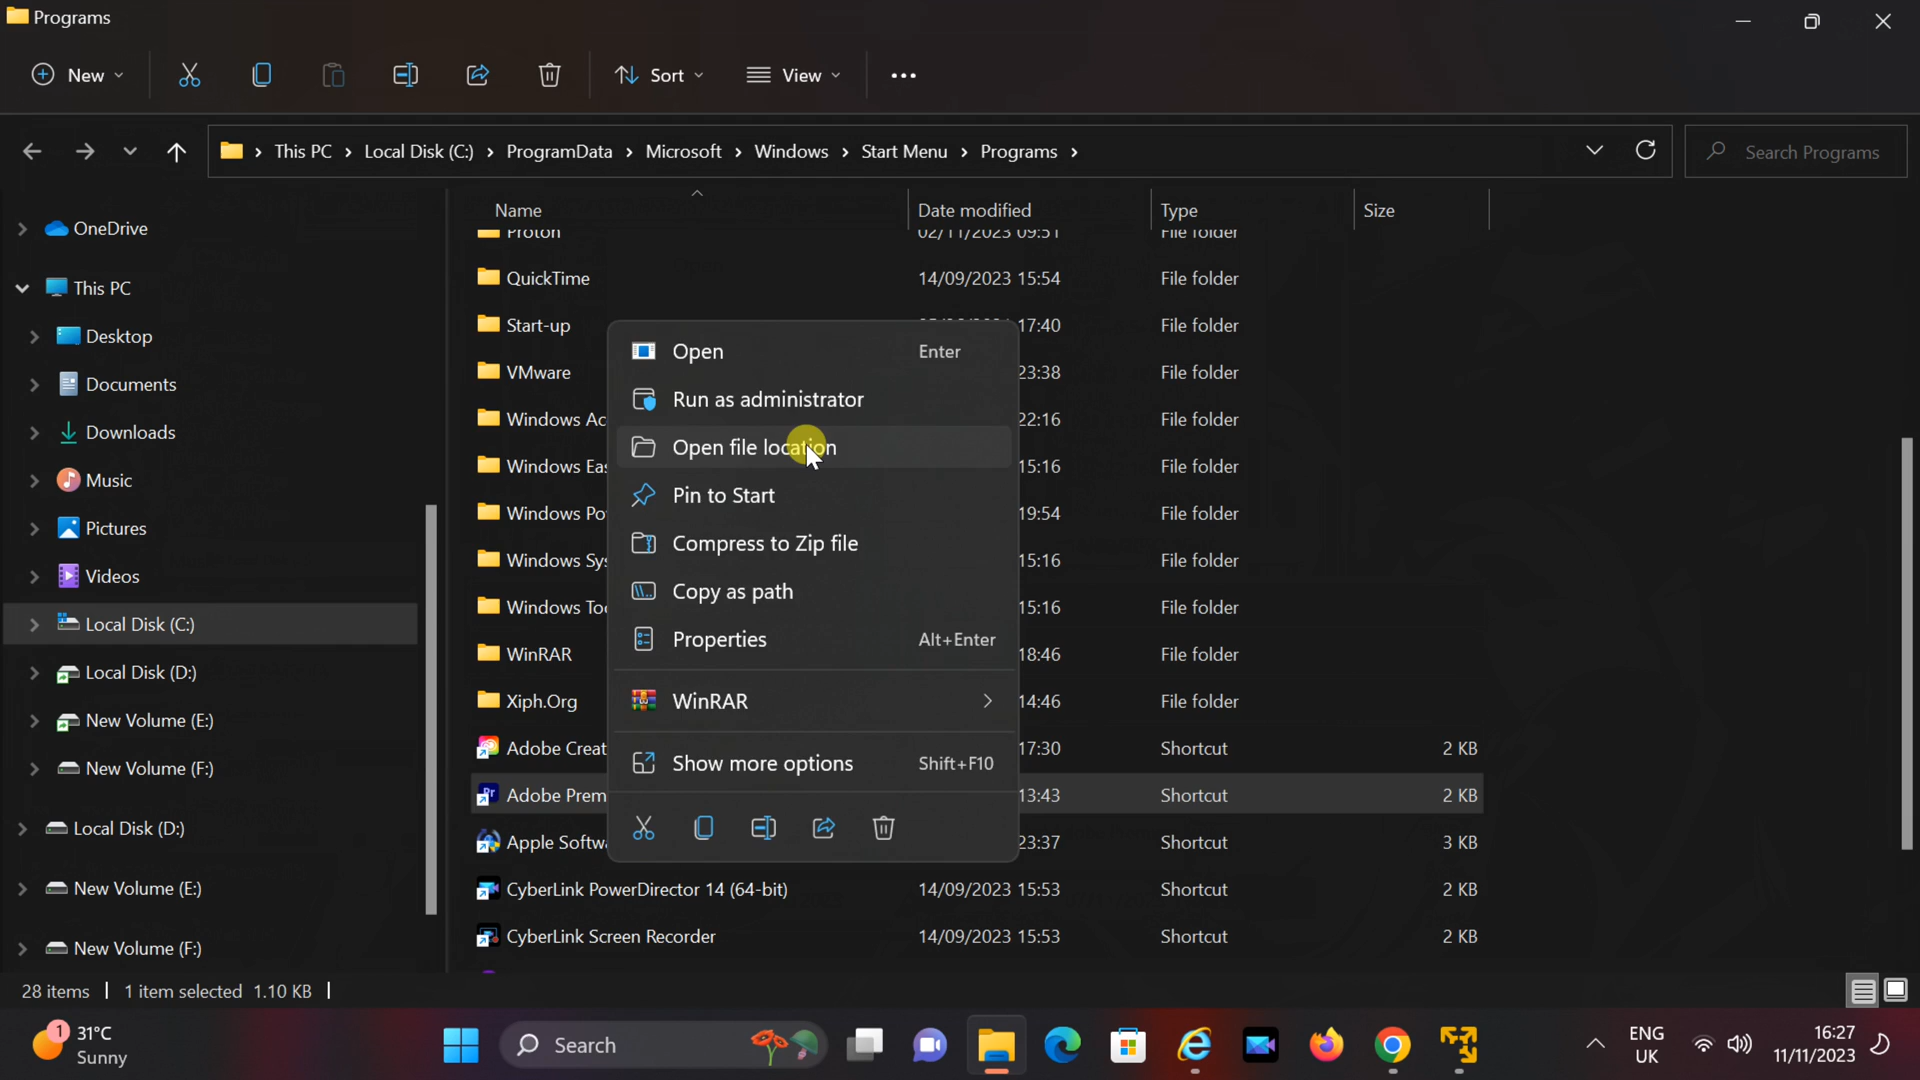 Programs
New
Sort
View
This PC
Local Disk (C:)
ProgramData
Microsoft
Windows
Start Menu
Programs
Search Programs
Name
Date modified
Type
Size
OneDrive
This PC
Desktop
Documents
Downloads
Music
Pictures
Videos
Local Disk (C:)
Local Disk (D:)
New Volume (E:)
New Volume (F:)
Local Disk (D:)
New Volume (E:)
New Volume (F:)
Proton 02/11/2023 09:51 File folder
QuickTime 14/09/2023 15:54 File folder
Start-up 17:40 File folder
VMware 23:38 File folder
Windows Ac 22:16 File folder
Windows Eas 15:16 File folder
Windows Po 19:54 File folder
Windows Sys 15:16 File folder
Windows Too 15:16 File folder
WinRAR 18:46 File folder
Xiph.Org 14:46 File folder
Adobe Creat 17:30 Shortcut 2 KB
Adobe Prem 13:43 Shortcut 2 KB
Apple Softw 23:37 Shortcut 3 KB
CyberLink PowerDirector 14 (64-bit) 14/09/2023 15:53 Shortcut 2 KB
CyberLink Screen Recorder 14/09/2023 15:53 Shortcut 2 KB
Open Enter
Run as administrator
Open file location
Pin to Start
Compress to Zip file
Copy as path
Properties Alt+Enter
WinRAR
Show more options Shift+F10
28 items
1 item selected 1.10 KB
1
31°C
Sunny
Search
ENG
UK
16:27
11/11/2023